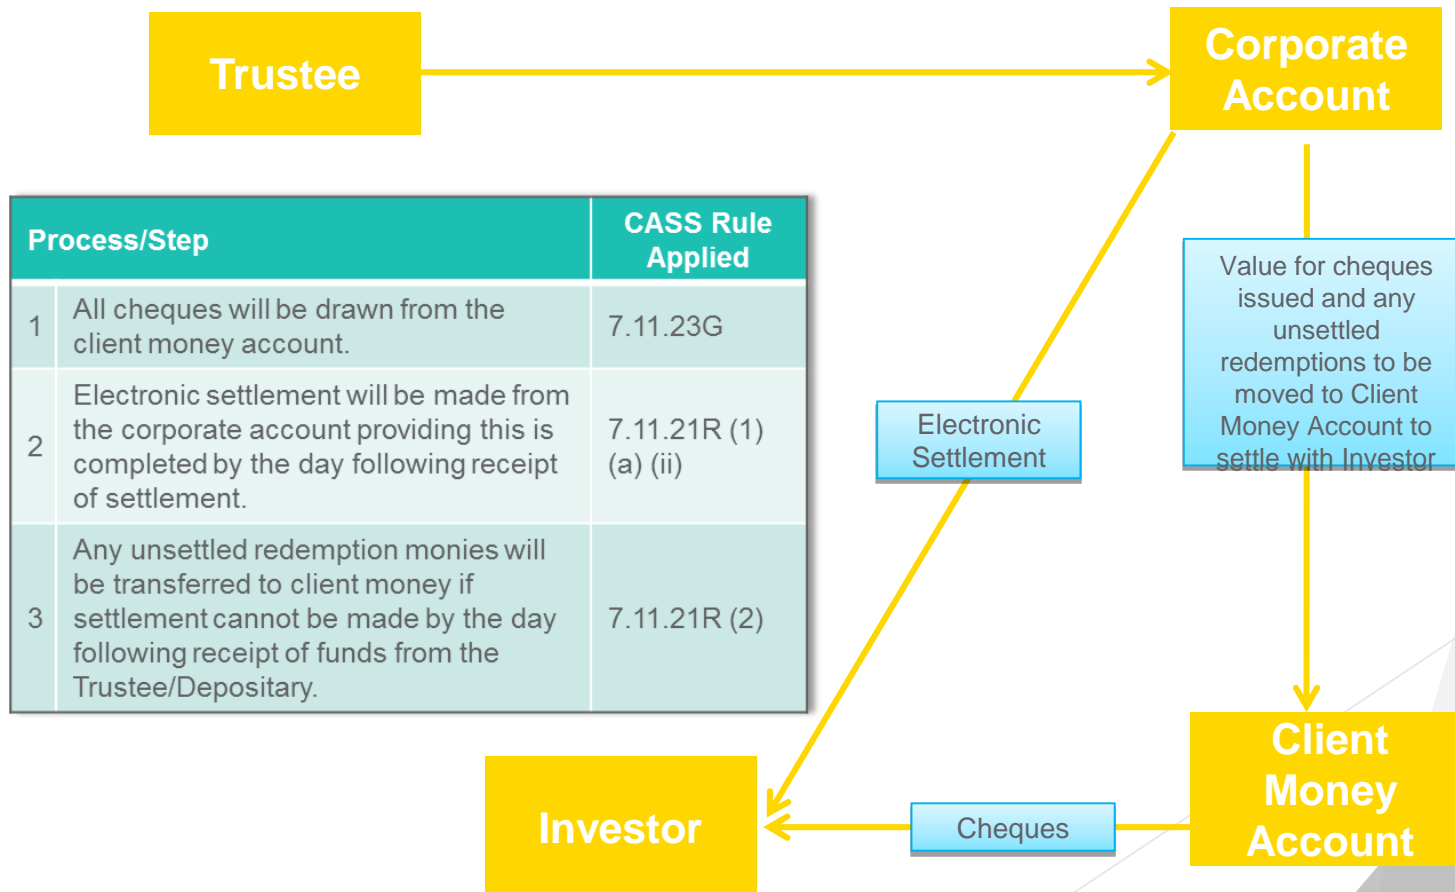 Trustee
Corporate
Account
Process/Step
CASS Rule
Applied
1
All cheques will be drawn from the
client money account.
7.11.23G
2
Electronic settlement will be made from
the corporate account providing this is
completed by the day following receipt
of settlement.
7.11.21R (1)
(a) (ii)
3
Any unsettled redemption monies will
be transferred to client money if
settlement cannot be made by the day
following receipt of funds from the
Trustee/Depositary.
7.11.21R (2)
Electronic
Settlement
Value for cheques
issued and any
unsettled
redemptions to be
moved to Client
Money Account to
settle with Investor
Investor
Cheques
Client
Money
Account